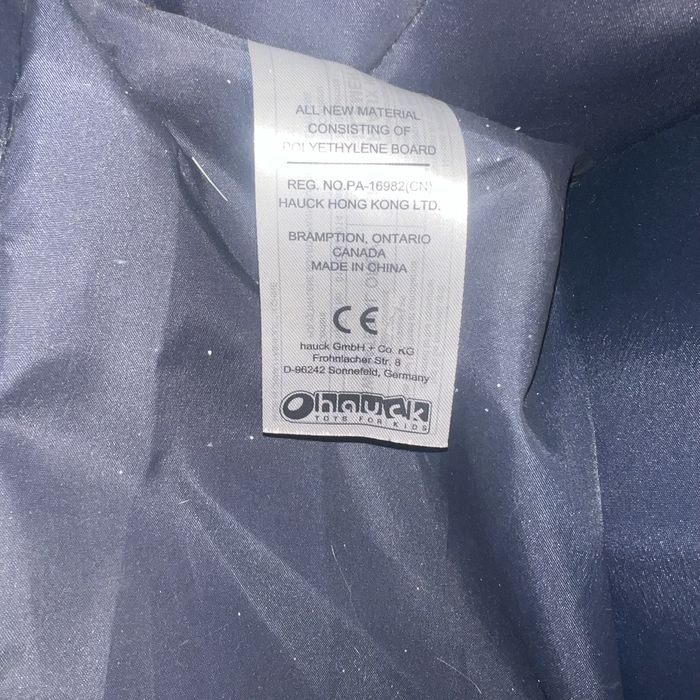 ALL NEW MATERIAL
CONSISTING OF
POLYETHYLENE BOARD
REG. NO.PA-16982(CN)
HAUCK HONG KONG LTD.
BRAMPTON, ONTARIO
CANADA
MADE IN CHINA
CE
hauck GmbH + Co. KG
Frohnlacher Str. 8
D-96242 Sonnefeld, Germany
hauck
TOYS FOR KIDS